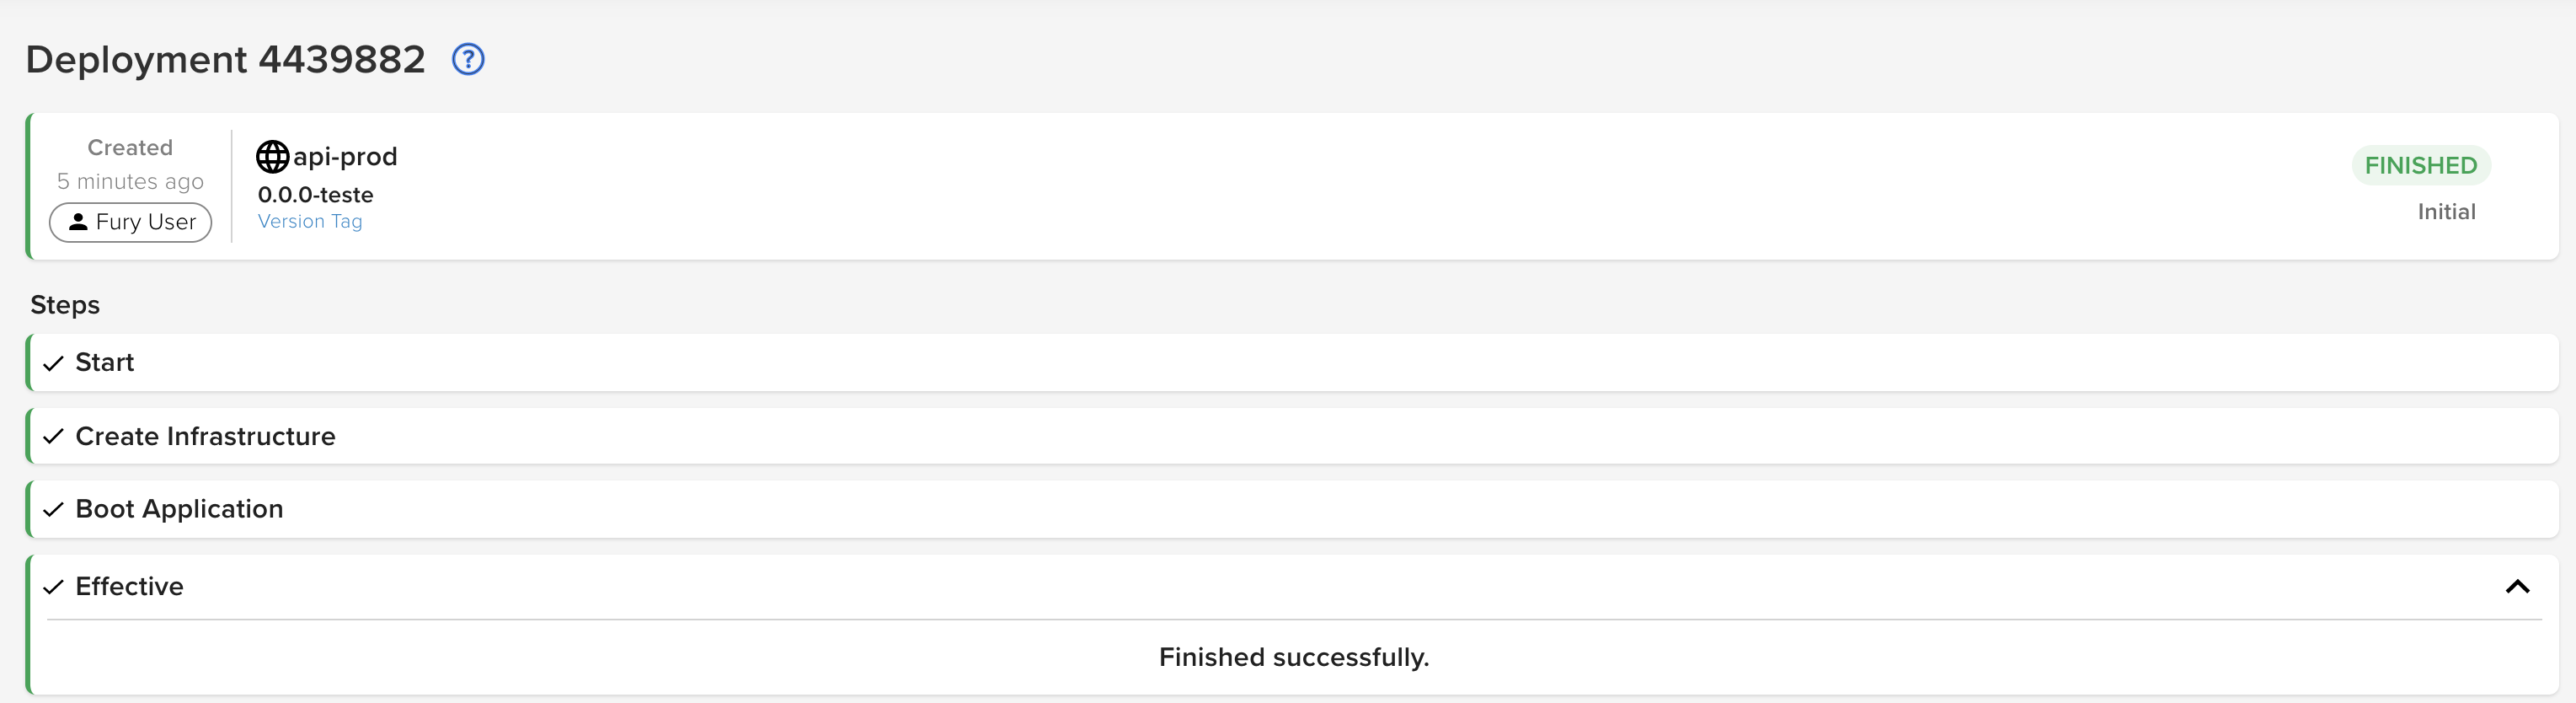 Deployment 4439882 ?
Created
5 minutes ago
Fury User
api-prod
0.0.0-teste
Version Tag
FINISHED
Initial
Steps
Start
Create Infrastructure
Boot Application
Effective
Finished successfully.